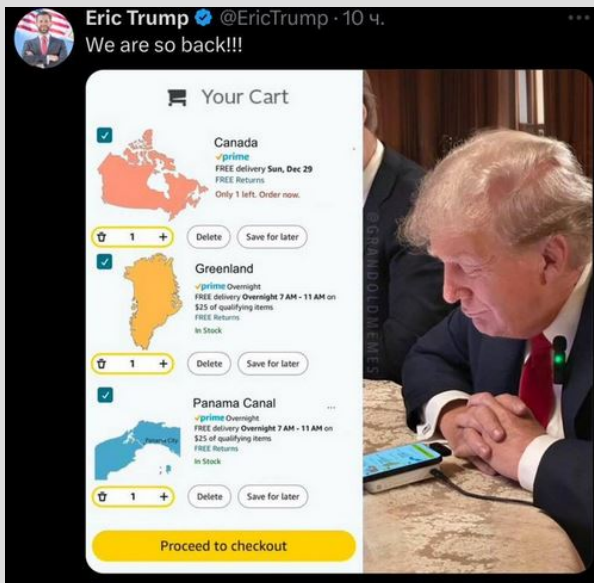 Eric Trump @EricTrump · 10 ч.
We are so back!!!
Your Cart
Canada
prime
FREE delivery Sun, Dec 29
FREE Returns
Only 1 left. Order now.
1 +
Delete
Save for later
Greenland
prime Overnight
FREE delivery Overnight 7 AM - 11 AM on
$25 of qualifying items
FREE Returns
In Stock
1 +
Delete
Save for later
Panama Canal
prime Overnight
FREE delivery Overnight 7 AM - 11 AM on
$25 of qualifying items
FREE Returns
In Stock
Panama City
1 +
Delete
Save for later
Proceed to checkout
@GRANDOLDMEMES